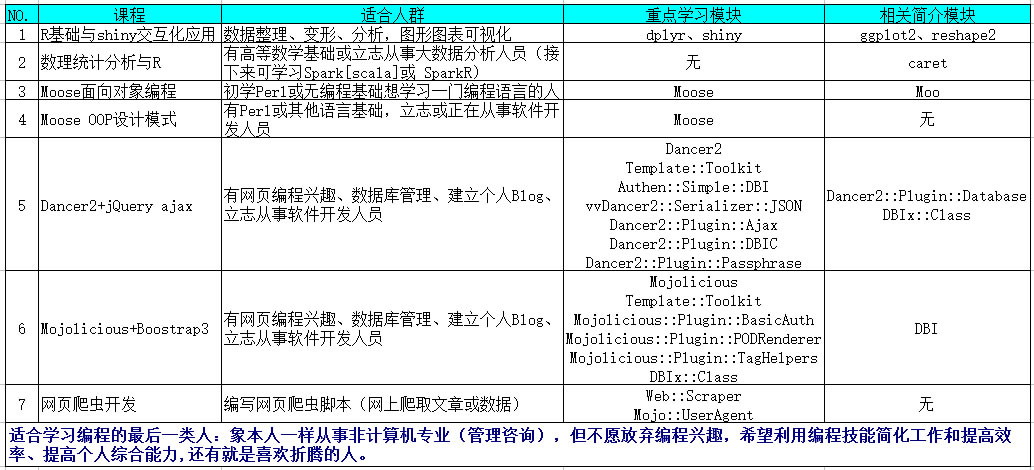 NO. 课程 适合人群 重点学习模块 相关简介模块
1 R基础与shiny交互化应用 数据整理、变形、分析，图形图表可视化 dplyr、shiny ggplot2、reshape2
2 数理统计分析与R 有高等数学基础或立志从事大数据分析人员（接
下来可学习Spark[scala]或 SparkR） 无 caret
3 Moose面向对象编程 初学Perl或无编程基础想学习一门编程语言的人 Moose Moo
4 Moose OOP设计模式 有Perl或其他语言基础，立志或正在从事软件开
发人员 Moose 无
5 Dancer2+jQuery ajax 有网页编程兴趣、数据库管理、建立个人Blog、
立志从事软件开发人员
Dancer2
Template::Toolkit
Authen::Simple::DBI
vvDancer2::Serializer::JSON
Dancer2::Plugin::Ajax
Dancer2::Plugin::DBIC
Dancer2::Plugin::Passphrase
Dancer2::Plugin::Database
DBIx::Class
6 Mojolicious+Boostrap3 有网页编程兴趣、数据库管理、建立个人Blog、
立志从事软件开发人员
Mojolicious
Template::Toolkit
Mojolicious::Plugin::BasicAuth
Mojolicious::Plugin::PODRenderer
Mojolicious::Plugin::TagHelpers
DBIx::Class
DBI
7 网页爬虫开发 编写网页爬虫脚本（网上爬取文章或数据）
Web::Scraper
Mojo::UserAgent
无
适合学习编程的最后一类人：象本人一样从事非计算机专业（管理咨询），但不愿放弃编程兴趣，希望利用编程技能简化工作和提高效
率、提高个人综合能力,还有就是喜欢折腾的人。